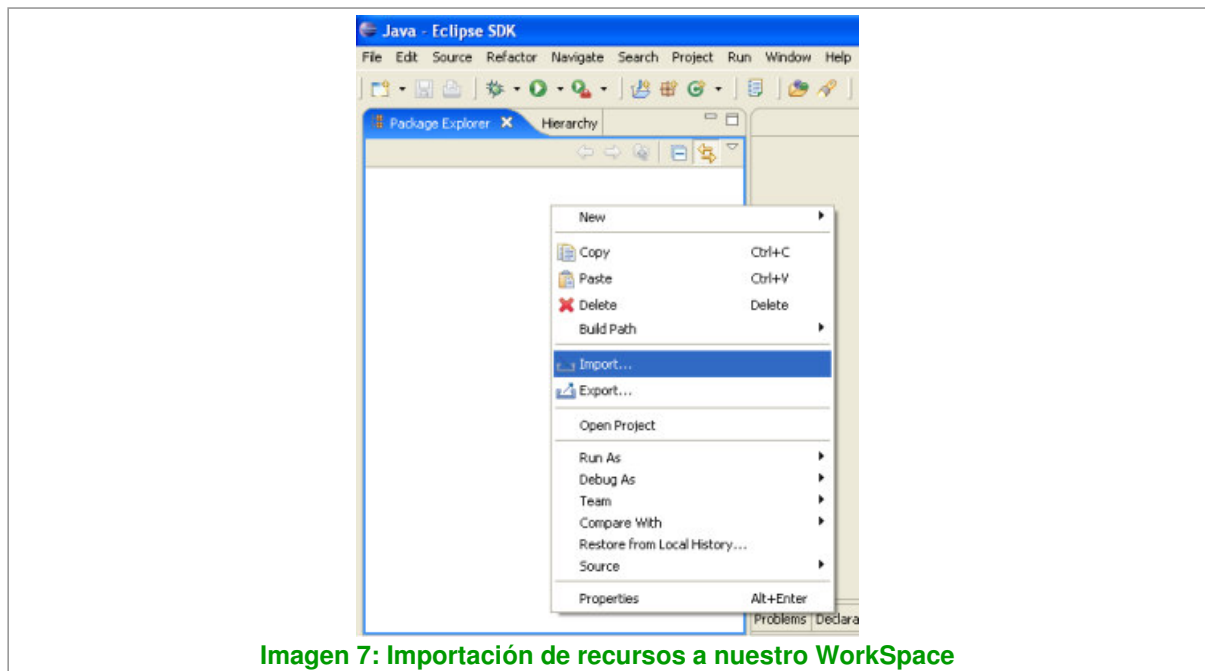 Java - Eclipse SDK
File Edit Source Refactor Navigate Search Project Run Window Help
Package Explorer Hierarchy
New
Copy Ctrl+C
Paste Ctrl+V
Delete Delete
Build Path
Import...
Export...
Open Project
Run As
Debug As
Team
Compare With
Restore from Local History...
Source
Properties Alt+Enter
Problems Declara
Imagen 7: Importación de recursos a nuestro WorkSpace